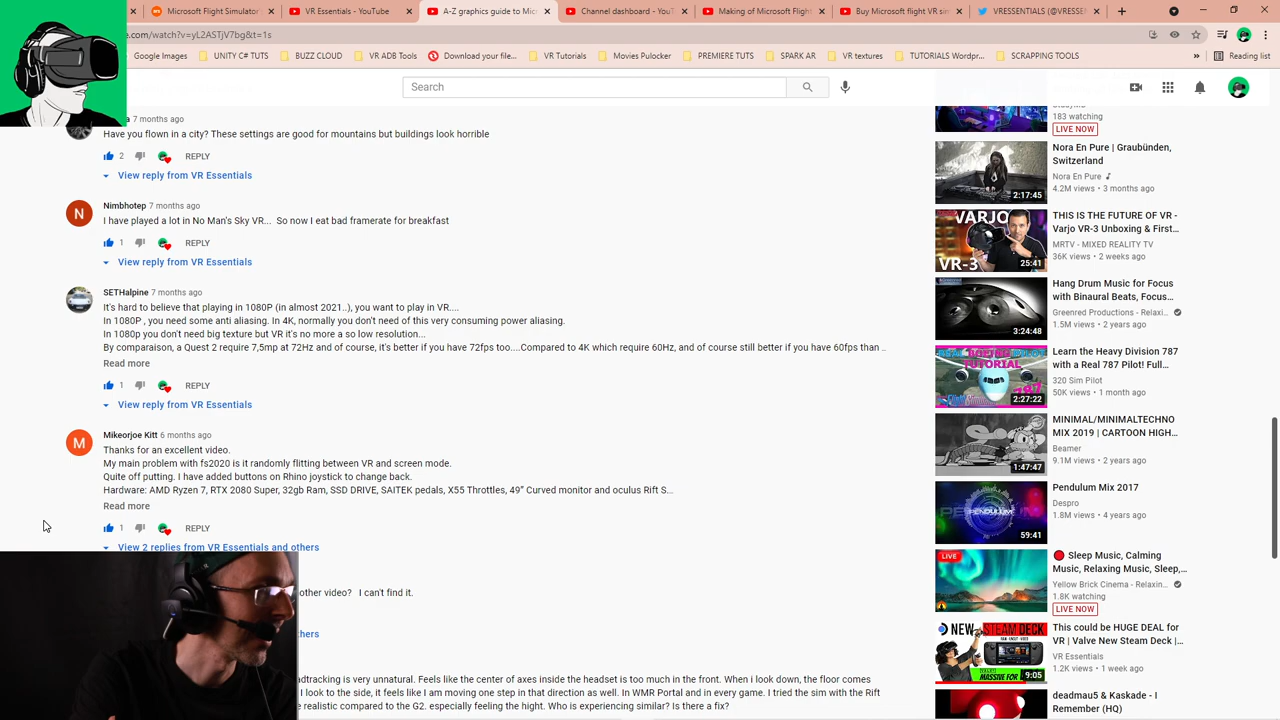 Microsoft Flight Simulator'
VR Essentials - YouTube
A-Z graphics guide to Mic
Channel dashboard - YouT
Making of Microsoft Flight
Buy Microsoft flight VR sim
VRESSENTIALS (@VRESSEN
e.com/watch?v=yL2ASTjV7bg&t=1s
Google Images
UNITY C# TUTS
BUZZ CLOUD
VR ADB Tools
Download your file...
VR Tutorials
Movies Pulocker
PREMIERE TUTS
SPARK AR
VR textures
TUTORIALS Wordpr...
SCRAPPING TOOLS
Reading list
Search
7 months ago
Have you flown in a city? These settings are good for mountains but buildings look horrible
2
REPLY
View reply from VR Essentials
N
Nimbhotep 7 months ago
I have played a lot in No Man's Sky VR... So now I eat bad framerate for breakfast
1
REPLY
View reply from VR Essentials
SETHalpine 7 months ago
It's hard to believe that playing in 1080P (in almost 2021..), you want to play in VR....
In 1080P , you need some anti aliasing. In 4K, normally you don't need of this very consuming power aliasing.
In 1080p you don't need big texture but VR it's no more a so low resolution...
By comparaison, a Quest 2 require 7.5mp at 72Hz and of course, it's better if you have 72fps too....Compared to 4K which require 60Hz, and of course still better if you have 60fps than ..
Read more
1
REPLY
View reply from VR Essentials
M
Mikeorjoe Kitt 6 months ago
Thanks for an excellent video.
My main problem with fs2020 is it randomly flitting between VR and screen mode.
Quite off putting. I have added buttons on Rhino joystick to change back.
Hardware: AMD Ryzen 7, RTX 2080 Super, 32gb Ram, SSD DRIVE, SAITEK pedals, X55 Throttles, 49” Curved monitor and oculus Rift S...
Read more
1
REPLY
View 2 replies from VR Essentials and others
other video? I can't find it.
thers
very unnatural. Feels like the center of axes from the headset is too much in the front.. When i look down, the floor comes
I look to the side, it feels like I am moving one step in that direction as well. In WMR Portal and in every game. I tried the sim with the Rift
e realistic compared to the G2. especially feeling the hight. Who is experiencing similar? Is there a fix?
183 watching
LIVE NOW
Nora En Pure | Graubünden,
Switzerland
Nora En Pure
4.2M views • 3 months ago
2:17:45
VARJO
VR-3
25:41
THIS IS THE FUTURE OF VR -
Varjo VR-3 Unboxing & First...
MRTV - MIXED REALITY TV
36K views • 2 weeks ago
3:24:48
Hang Drum Music for Focus
with Binaural Beats, Focus...
Greenred Productions - Relaxi...
1.5M views • 2 years ago
TUTORIAL
787
2:27:22
Learn the Heavy Division 787
with a Real 787 Pilot! Full...
320 Sim Pilot
50K views • 1 month ago
1:47:47
MINIMAL/MINIMALTECHNO
MIX 2019 | CARTOON HIGH...
Beamer
9.1M views • 2 years ago
PENDULUM
59:41
Pendulum Mix 2017
Despro
1.8M views • 4 years ago
LIVE
Sleep Music, Calming
Music, Relaxing Music, Sleep,...
Yellow Brick Cinema - Relaxin...
1.8K watching
LIVE NOW
NEW STEAM DECK
MASSIVE FOR
9:05
This could be HUGE DEAL for
VR | Valve New Steam Deck |...
VR Essentials
1.2K views • 1 week ago
deadmau5 & Kaskade - I
Remember (HQ)